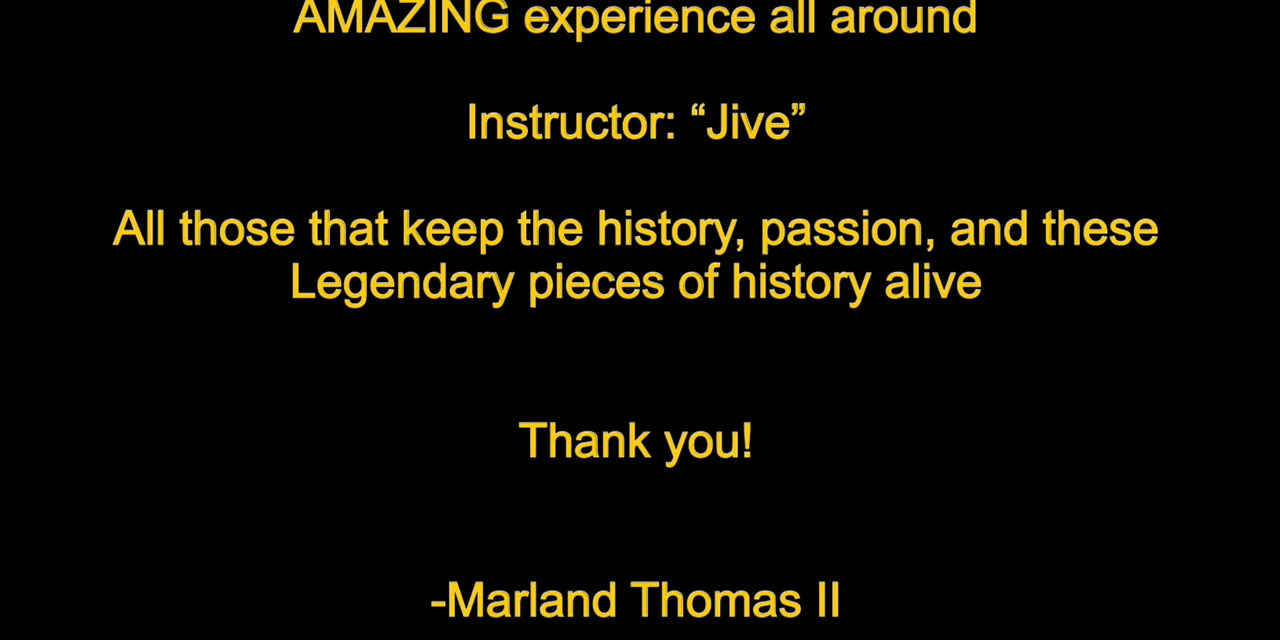 AMAZING experience all around
Instructor: “Jive”
All those that keep the history, passion, and these
Legendary pieces of history alive
Thank you!
-Marland Thomas II